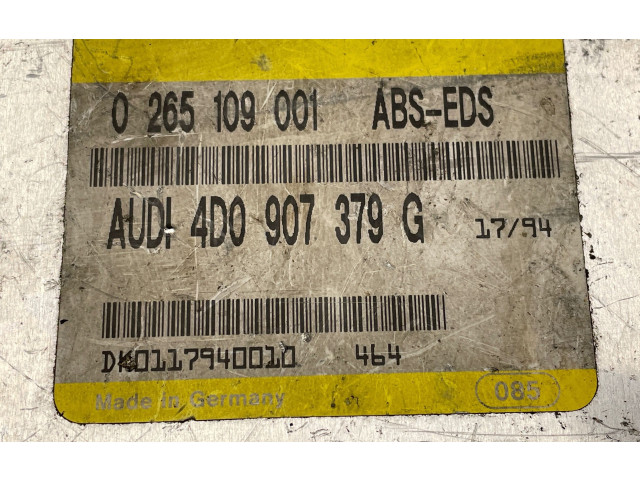 0 265 109 001 ABS-EDS
AUDI 4D0 907 379 G 17/94
DK0117940010 464
Made in Germany 085